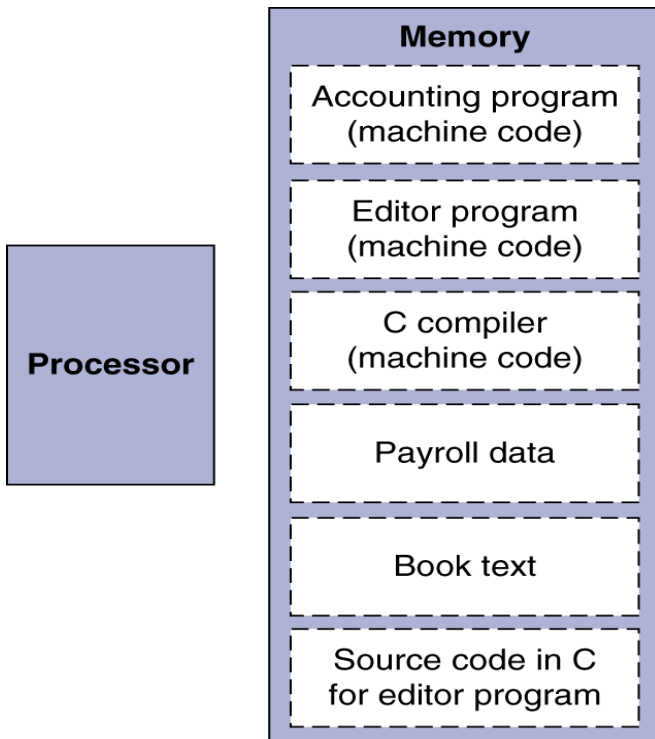 Memory
Accounting program
(machine code)
Editor program
(machine code)
C compiler
(machine code)
Processor
Payroll data
Book text
Source code in C
for editor program